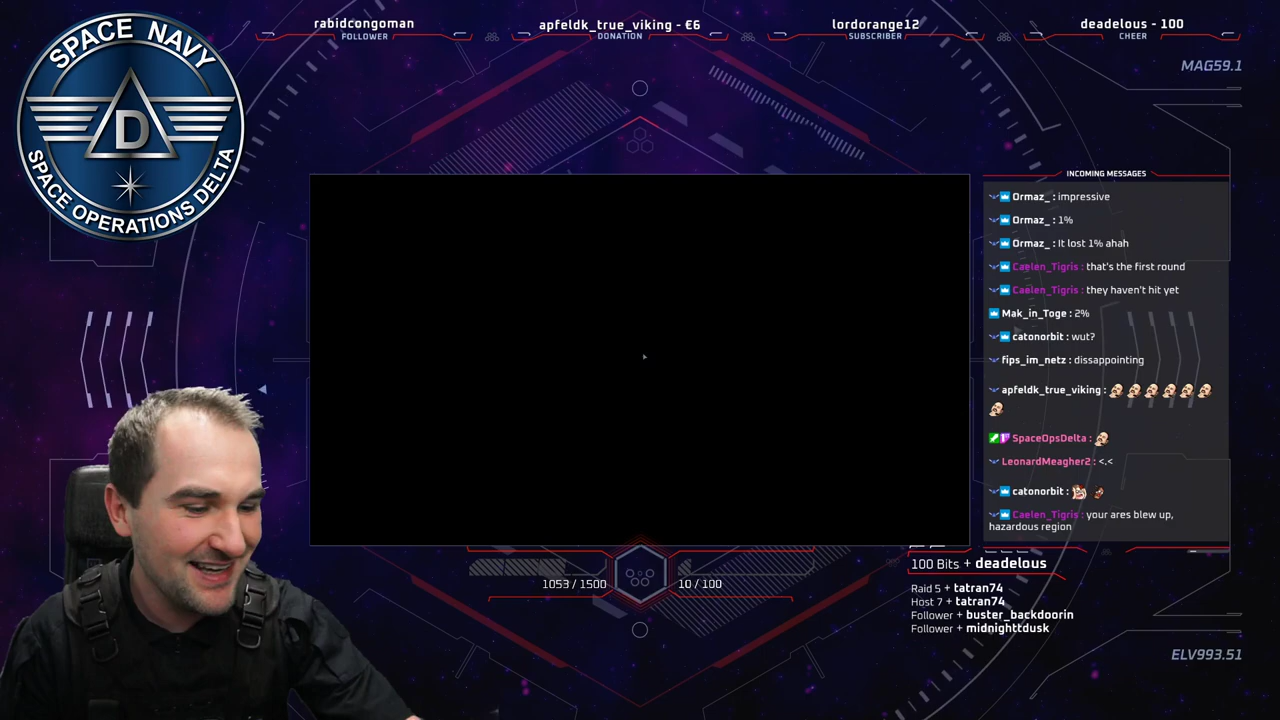 SPACE NAVY
D
SPACE OPERATIONS DELTA
rabidcongoman
FOLLOWER
apfeldk_true_viking - €6
DONATION
lordorange12
SUBSCRIBER
deadelous - 100
CHEER
MAG59.1
INCOMING MESSAGES
Ormaz_ : impressive
Ormaz_ : 1%
Ormaz_ : It lost 1% ahah
Caelen_Tigris : that's the first round
Caelen_Tigris : they haven't hit yet
Mak_in_Toge : 2%
catonorbit : wut?
fips_im_netz : dissappointing
apfeldk_true_viking :
SpaceOpsDelta :
LeonardMeagher2 : <.<
catonorbit :
Caelen_Tigris : your ares blew up,
hazardous region
1053 / 1500
10 / 100
100 Bits + deadelous
Raid 5 + tatran74
Host 7 + tatran74
Follower + buster_backdoorin
Follower + midnighttdusk
ELV993.51